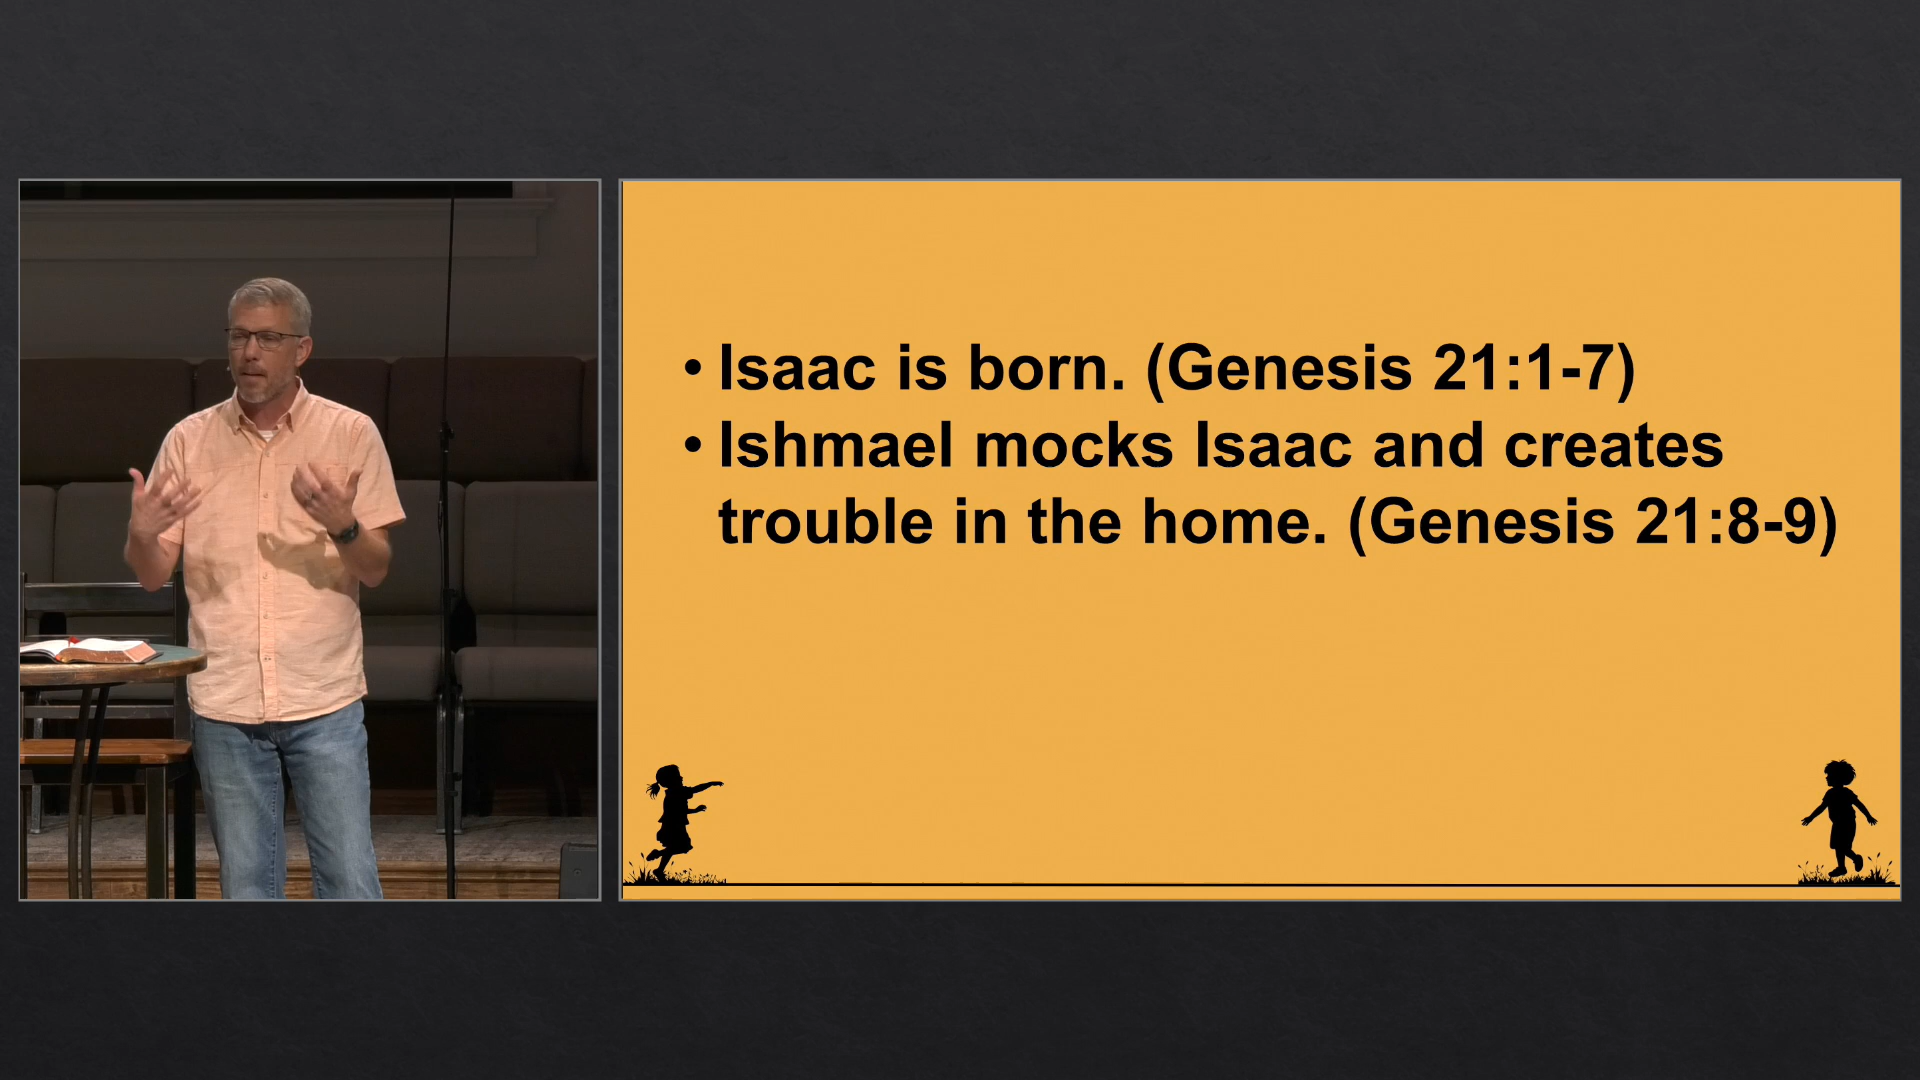 • Isaac is born. (Genesis 21:1-7)
• Ishmael mocks Isaac and creates
trouble in the home. (Genesis 21:8-9)